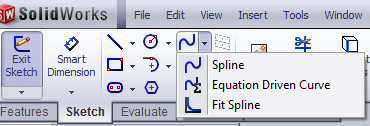 SW SolidWorks File Edit View Insert Tools Window
Exit Sketch
Smart Dimension
Spline
Equation Driven Curve
Fit Spline
Features Sketch Evaluate